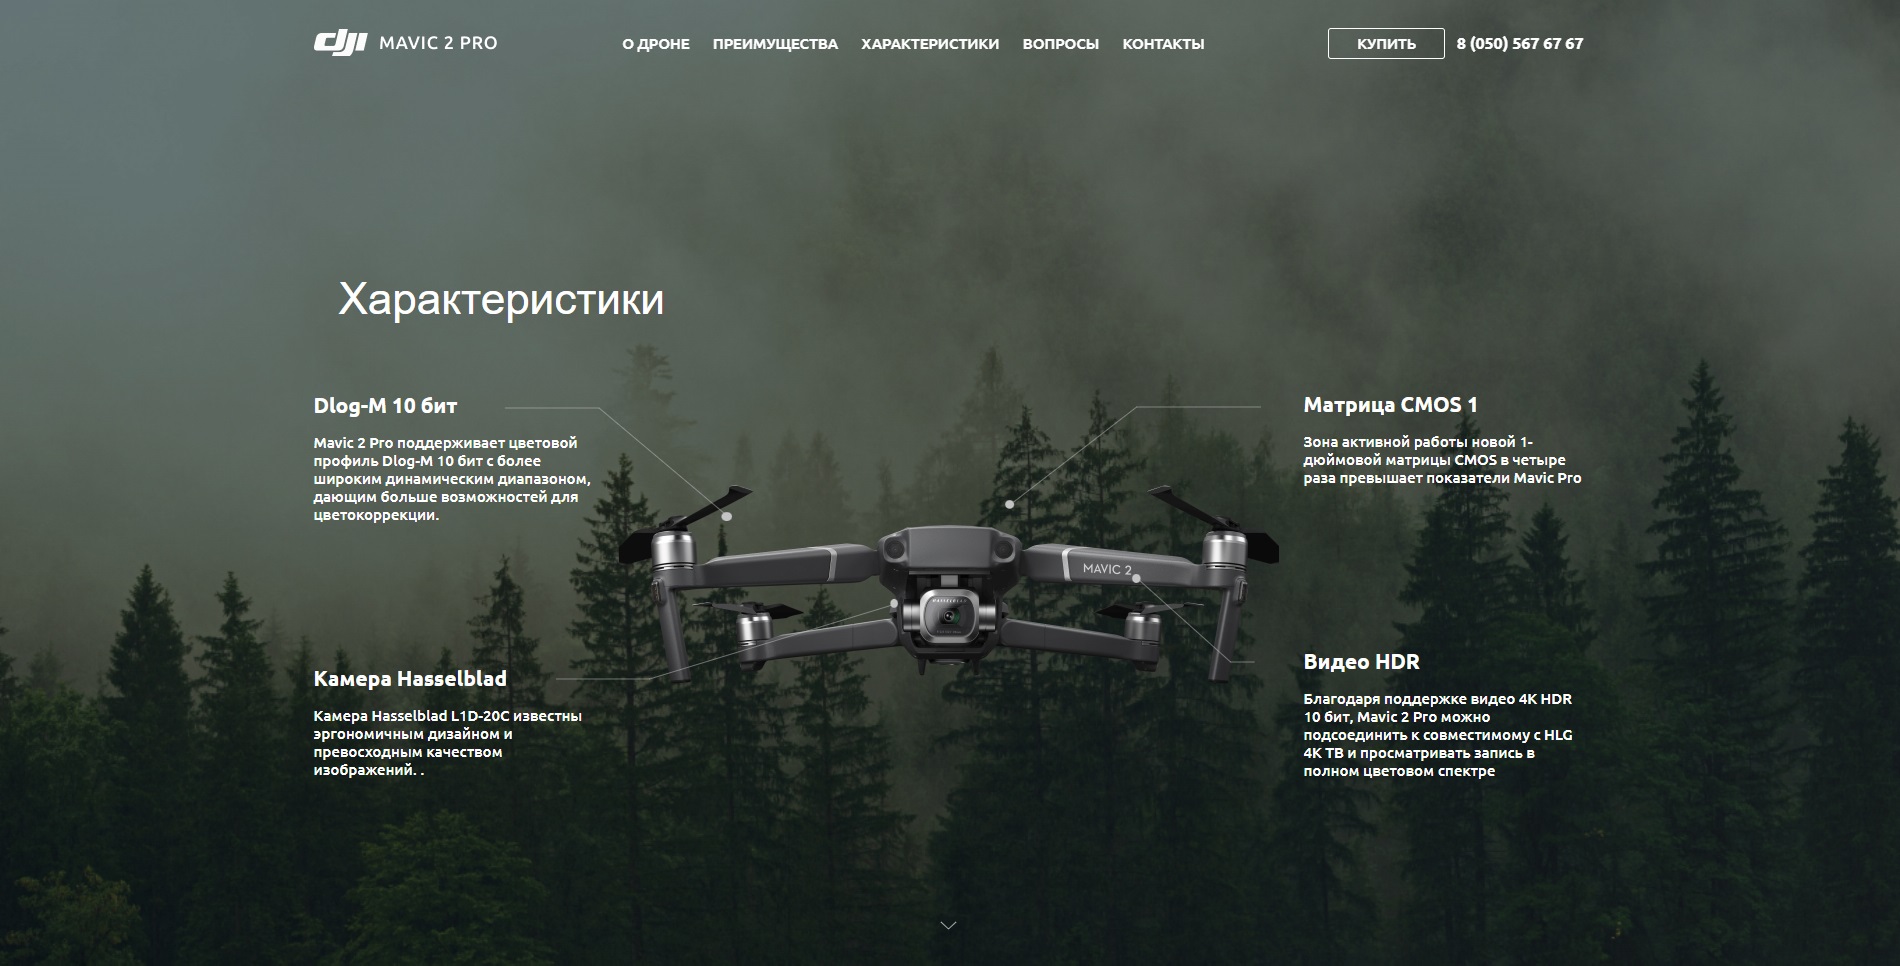 dji MAVIC 2 PRO
О ДРОНЕ ПРЕИМУЩЕСТВА ХАРАКТЕРИСТИКИ ВОПРОСЫ КОНТАКТЫ
КУПИТЬ 8 (050) 567 67 67
Характеристики
Dlog-M 10 бит
Mavic 2 Pro поддерживает цветовой
профиль Dlog-M 10 бит с более
широким динамическим диапазоном,
дающим больше возможностей для
цветокоррекции.
Матрица CMOS 1
Зона активной работы новой 1-
дюймовой матрицы CMOS в четыре
раза превышает показатели Mavic Pro
MAVIC 2
HASSELBLAD
Камера Hasselblad
Камера Hasselblad L1D-20C известны
эргономичным дизайном и
превосходным качеством
изображений. .
Видео HDR
Благодаря поддержке видео 4K HDR
10 бит, Mavic 2 Pro можно
подсоединить к совместимому с HLG
4K ТВ и просматривать запись в
полном цветовом спектре